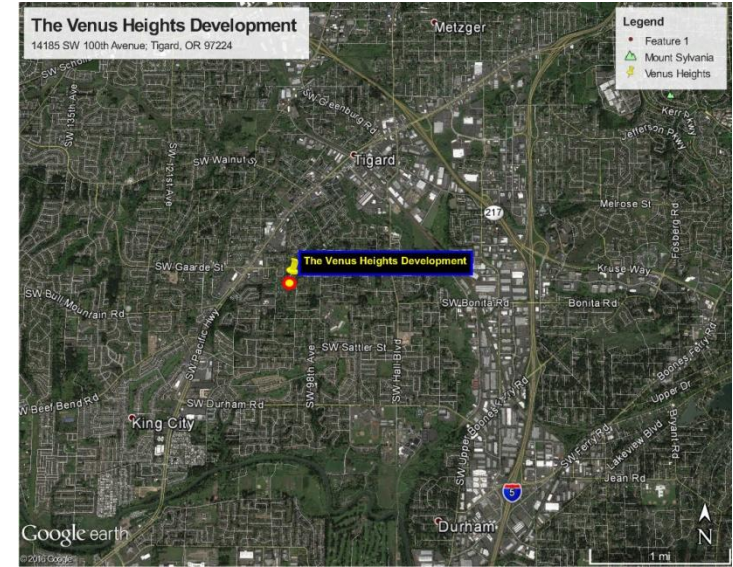 The Venus Heights Development
14185 SW 100th Avenue; Tigard, OR 97224
Legend
Feature 1
Mount Sylvania
Venus Heights
Metzger
SW Scholls
SW 135th Ave
SW Greenburg Rd
Kerr Pkwy
Jefferson Pkwy
SW 121st Ave
SW Walnut St
Tigard
217
Melrose St
Fosberg Rd
The Venus Heights Development
SW Gaarde St
Kruse Way
SW Bull Mountain Rd
SW Bonita Rd
Bonita Rd
SW Pacific Hwy
SW Sattler St
SW 98th Ave
SW Hall Blvd
Boones Ferry Rd
Upper Dr
W Beef Bend Rd
SW Durham Rd
King City
SW Upper Boones Ferry Rd
SW Ferry Rd
Lakeview Blvd
Bryant Rd
Jean Rd
5
Durham
Google earth
N
© 2016 Google
1 mi